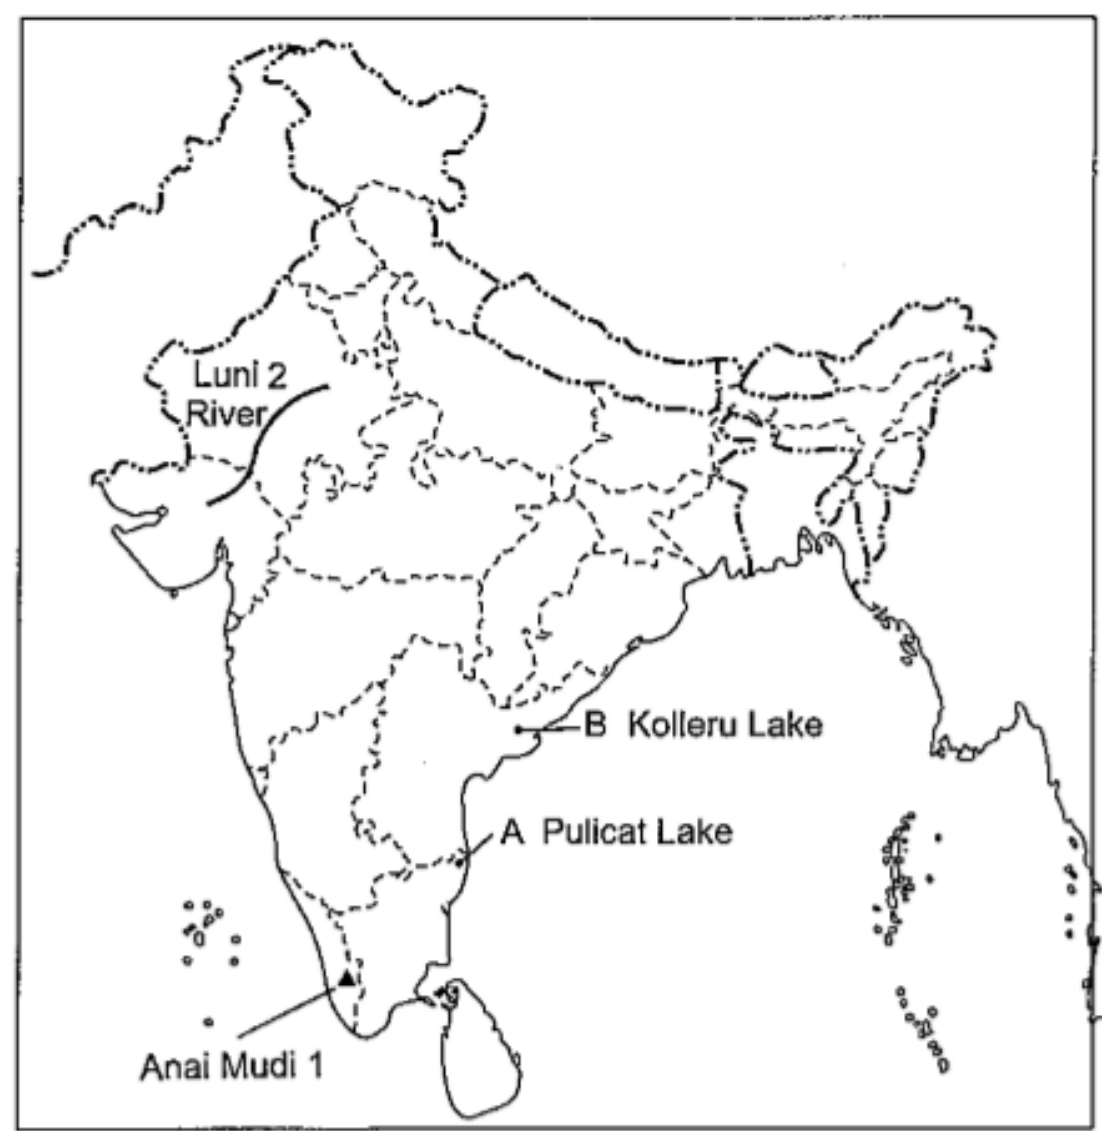 Luni 2
River
B Kolleru Lake
A Pulicat Lake
Anai Mudi 1